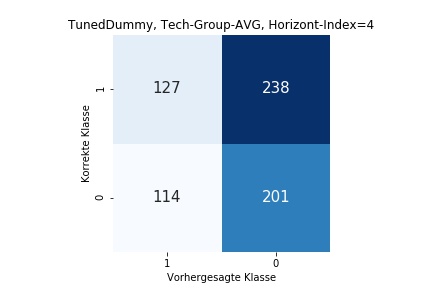 TunedDummy, Tech-Group-AVG, Horizont-Index=4
Korrekte Klasse
1
127
238
0
114
201
1
0
Vorhergesagte Klasse